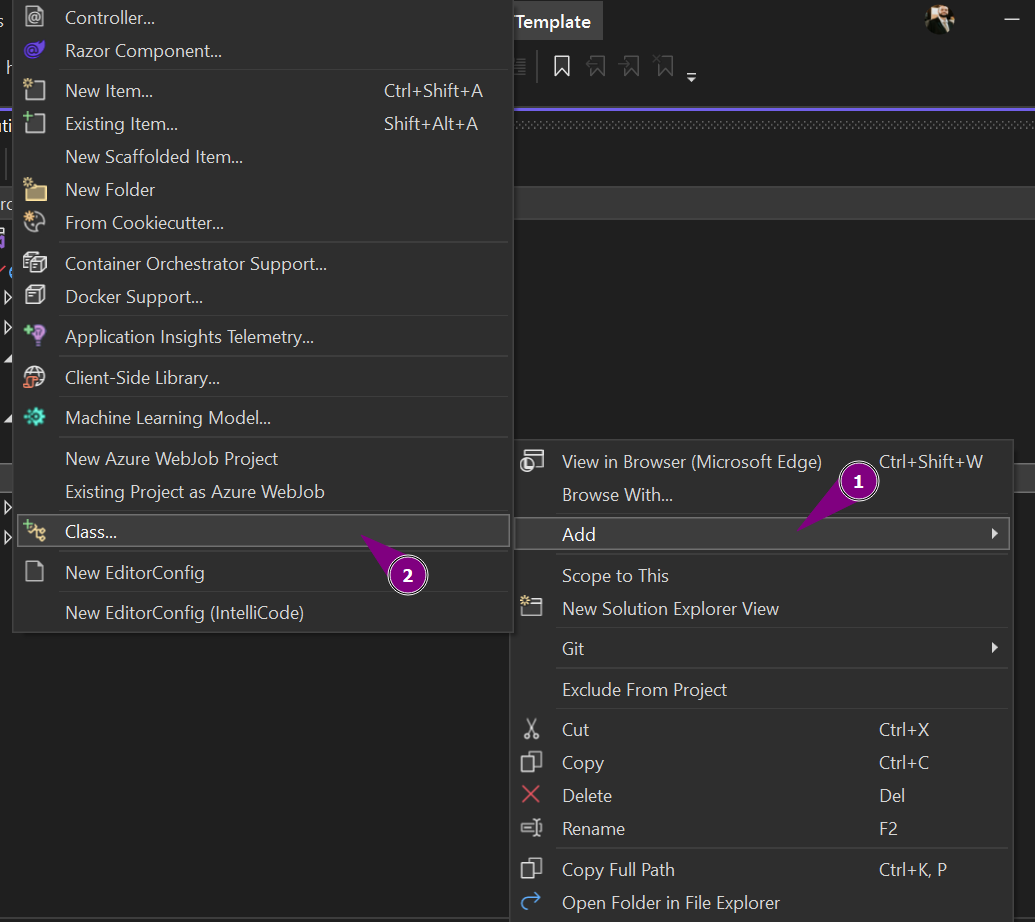 Template
Controller...
Razor Component...
New Item... Ctrl+Shift+A
Existing Item... Shift+Alt+A
New Scaffolded Item...
New Folder
From Cookiecutter...
Container Orchestrator Support...
Docker Support...
Application Insights Telemetry...
Client-Side Library...
Machine Learning Model...
New Azure WebJob Project
Existing Project as Azure WebJob
Class...
2
New EditorConfig
New EditorConfig (IntelliCode)
View in Browser (Microsoft Edge) Ctrl+Shift+W
Browse With...
1
Add
Scope to This
New Solution Explorer View
Git
Exclude From Project
Cut Ctrl+X
Copy Ctrl+C
Delete Del
Rename F2
Copy Full Path Ctrl+K, P
Open Folder in File Explorer